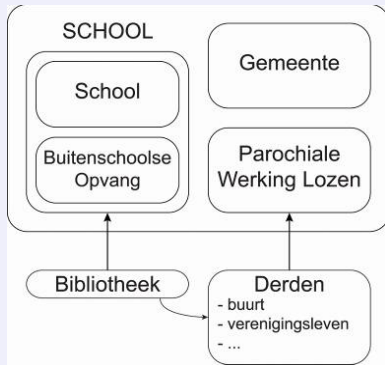 SCHOOL
School
Buitenschoolse
Opvang
Gemeente
Parochiale
Werking Lozen
Bibliotheek
Derden
- buurt
- verenigingsleven
- ...